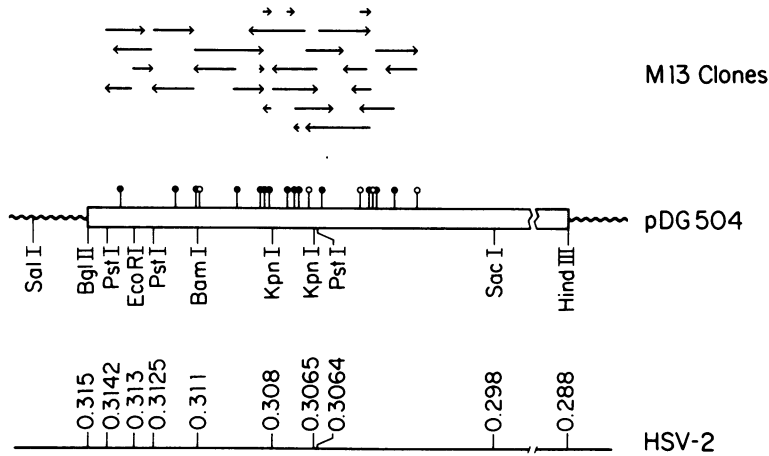 M13 Clones
pDG504
Sal I
Bgl II
Pst I
EcoRI
Pst I
Bam I
Kpn I
Kpn I
Pst I
Sac I
Hind III
0.315
0.3142
0.313
0.3125
0.311
0.308
0.3065
0.3064
0.298
0.288
HSV-2